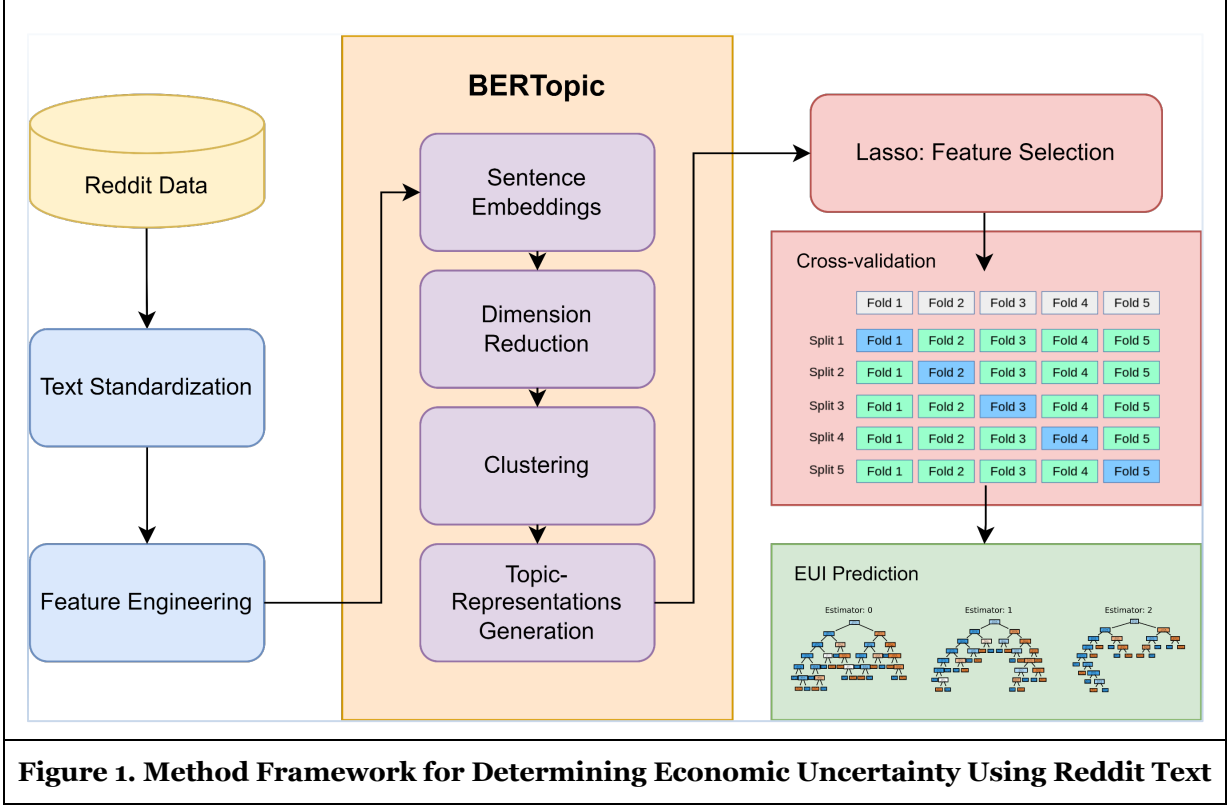 Reddit Data
Text Standardization
Feature Engineering
BERTopic
Sentence
Embeddings
Dimension
Reduction
Clustering
Topic-
Representations
Generation
Lasso: Feature Selection
Cross-validation
Fold 1 Fold 2 Fold 3 Fold 4 Fold 5
Split 1 Fold 1 Fold 2 Fold 3 Fold 4 Fold 5
Split 2 Fold 1 Fold 2 Fold 3 Fold 4 Fold 5
Split 3 Fold 1 Fold 2 Fold 3 Fold 4 Fold 5
Split 4 Fold 1 Fold 2 Fold 3 Fold 4 Fold 5
Split 5 Fold 1 Fold 2 Fold 3 Fold 4 Fold 5
EUI Prediction
Estimator: 0 Estimator: 1 Estimator: 2
Figure 1. Method Framework for Determining Economic Uncertainty Using Reddit Text